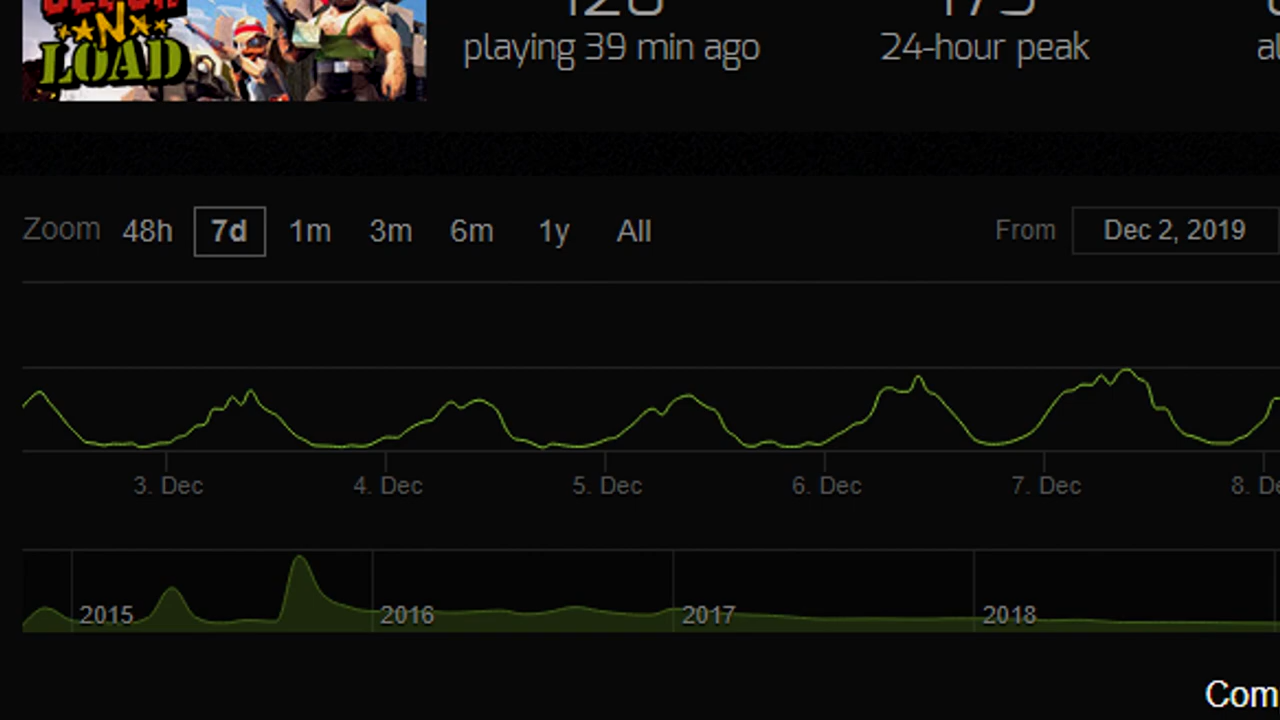 N
LOAD
playing 39 min ago
24-hour peak
Zoom 48h 7d 1m 3m 6m 1y All From Dec 2, 2019
3. Dec 4. Dec 5. Dec 6. Dec 7. Dec 8.
2015 2016 2017 2018